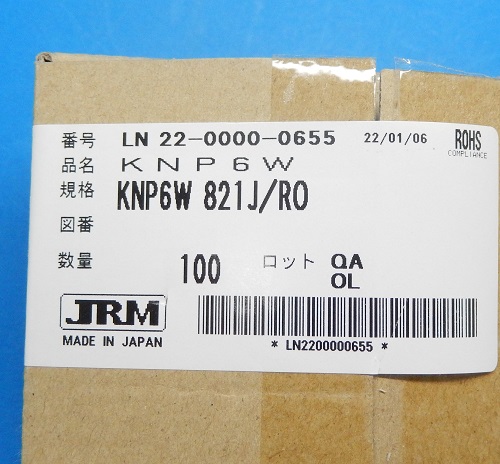 番号 LN 22-0000-0655 22/01/06 ROHS
COMPLIANCE
品名 KNP6W
規格 KNP6W 821J/RO
図番
数量 100 ロット QA
OL
JRM
MADE IN JAPAN
* LN2200000655 *